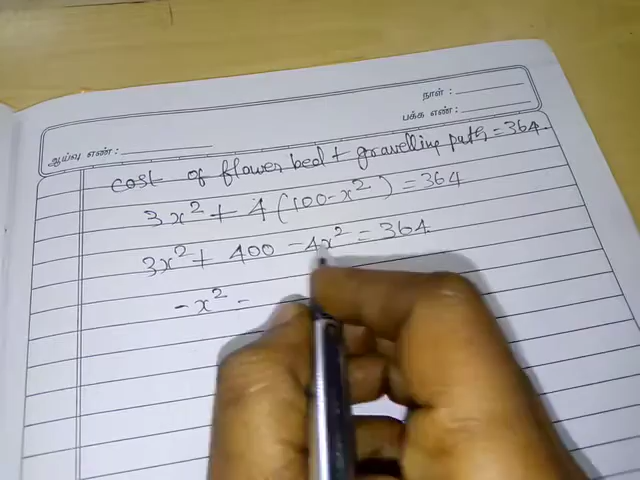 நாள் :
பக்க எண் :
ஆய்வு எண் :
cost of flower bed + gravelling path = 364.
3x² + 4 (100 - x²) = 364
3x² + 400 - 4x² = 364
-x² =